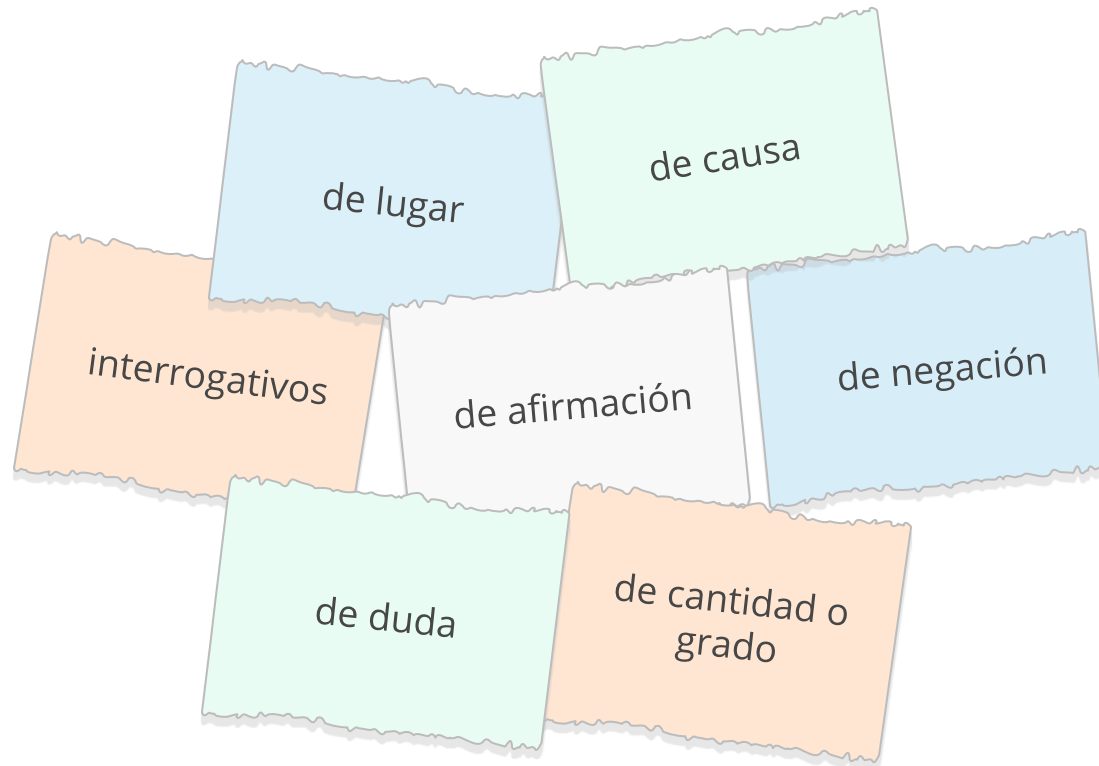 de lugar
de causa
interrogativos
de afirmación
de negación
de duda
de cantidad o
grado